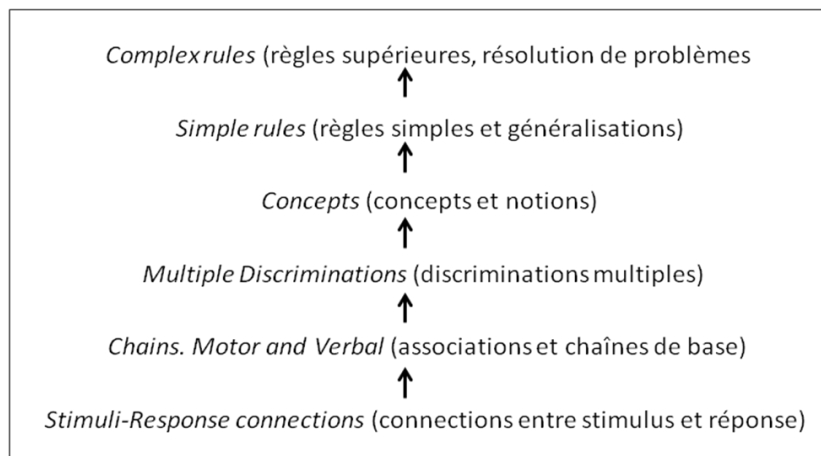 Complex rules (règles supérieures, résolution de problèmes
Simple rules (règles simples et généralisations)
Concepts (concepts et notions)
Multiple Discriminations (discriminations multiples)
Chains. Motor and Verbal (associations et chaînes de base)
Stimuli-Response connections (connections entre stimulus et réponse)